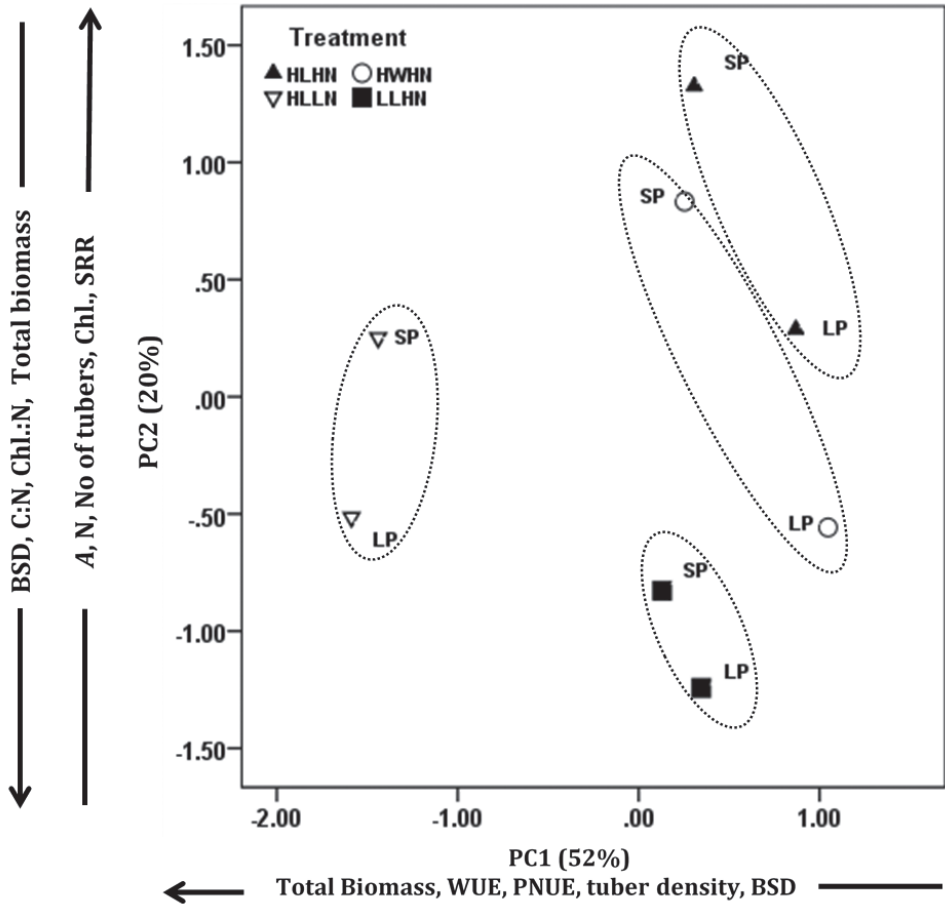 Treatment
▲HLHN ○HWHN
▽HLLN ■LLHN
1.50
1.00
.50
.00
-.50
-1.00
-1.50
SP
SP
LP
SP
LP
LP
SP
LP
-2.00 -1.00 .00 1.00
PC1 (52%)
Total Biomass, WUE, PNUE, tuber density, BSD
PC2 (20%)
A, N, No of tubers, Chl., SRR
BSD, C:N, Chl.:N, Total biomass